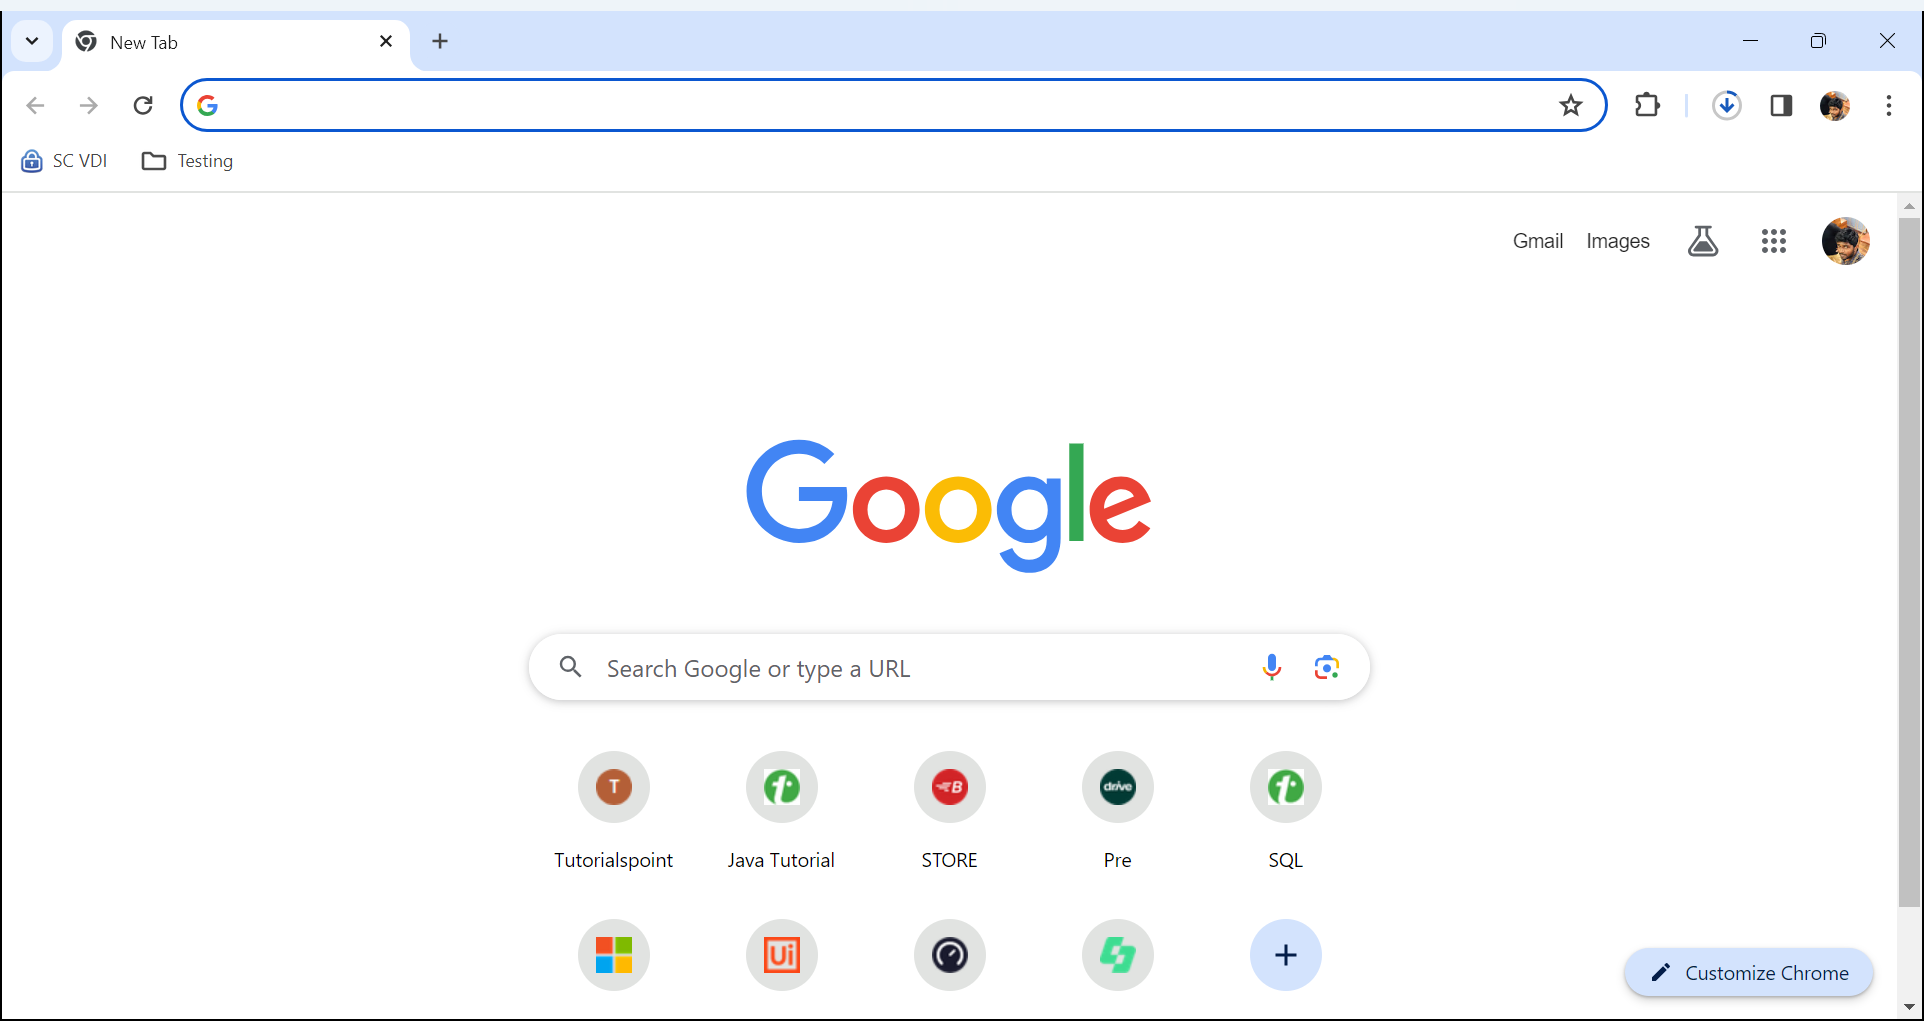 New Tab
SC VDI Testing
Gmail Images
Google
Search Google or type a URL
T B drive
Tutorialspoint Java Tutorial STORE Pre SQL
Ui
Customize Chrome